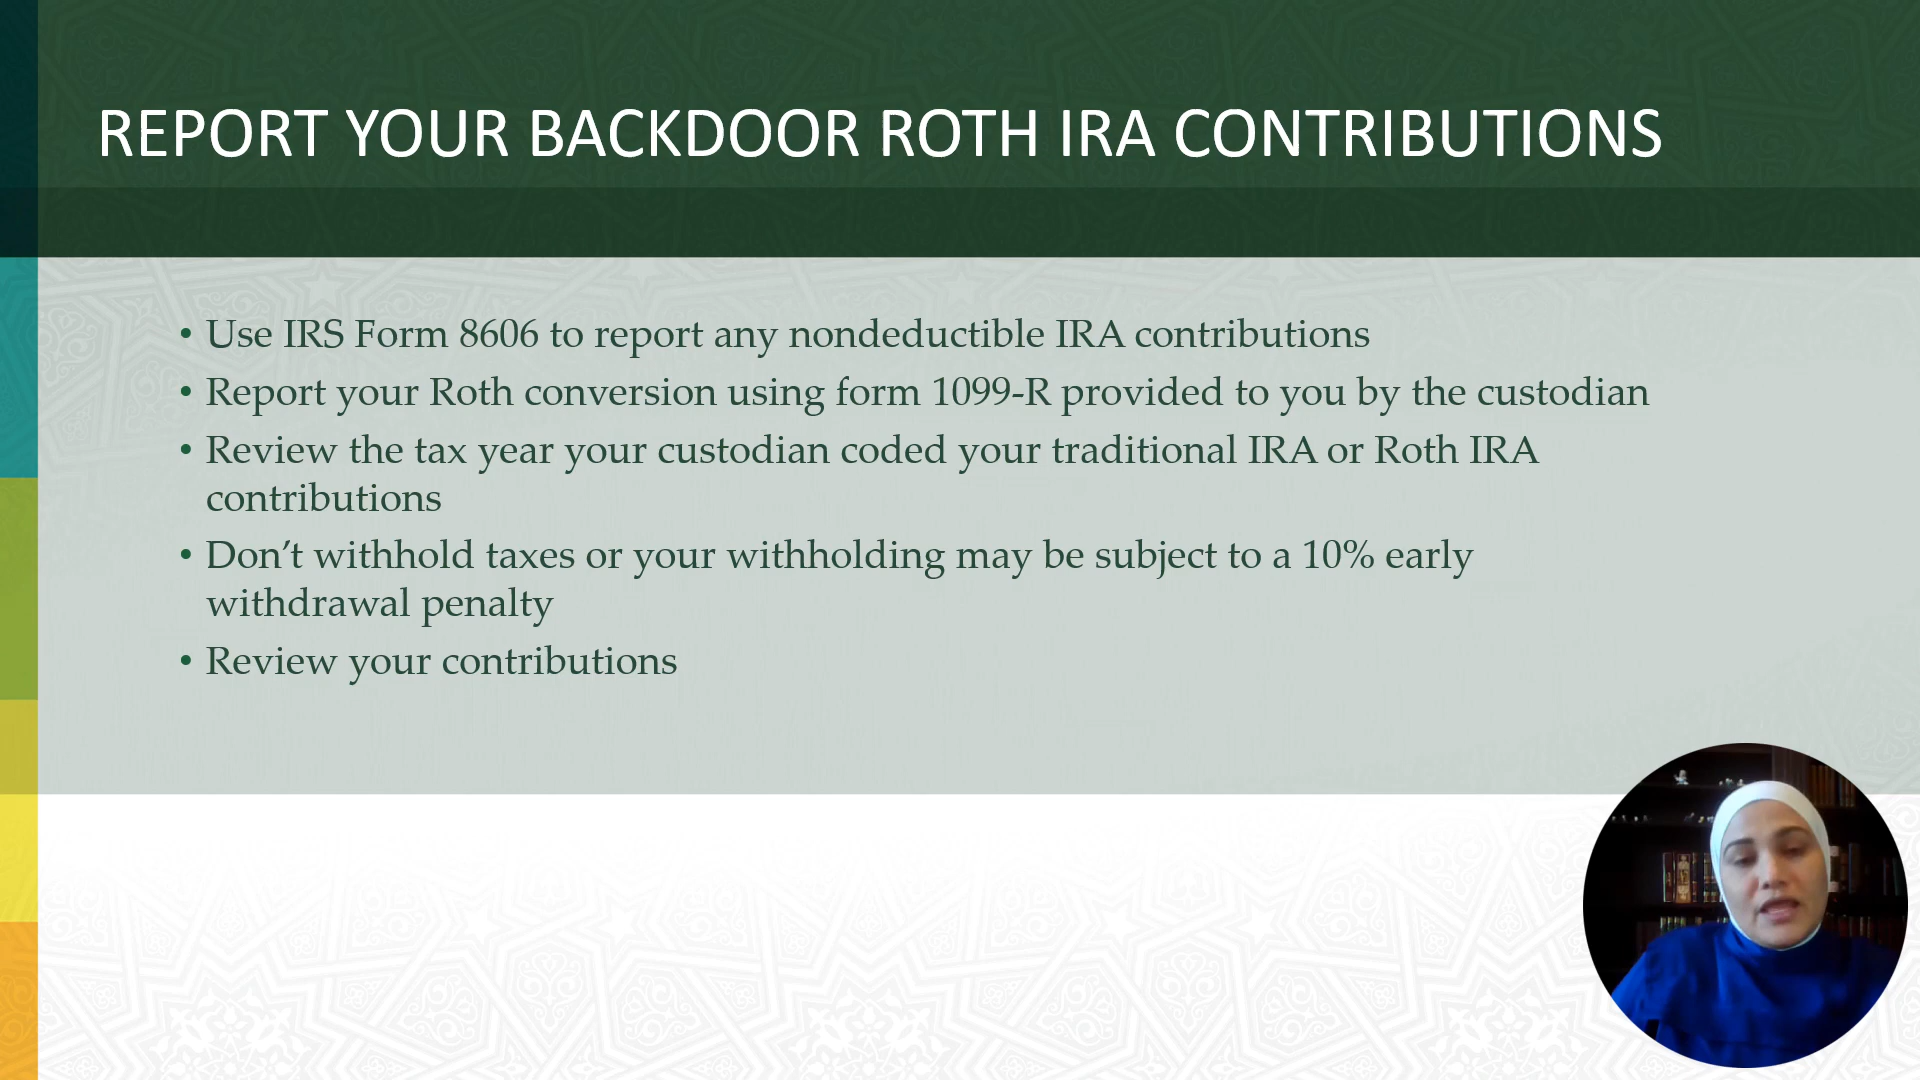 REPORT YOUR BACKDOOR ROTH IRA CONTRIBUTIONS
• Use IRS Form 8606 to report any nondeductible IRA contributions
• Report your Roth conversion using form 1099-R provided to you by the custodian
• Review the tax year your custodian coded your traditional IRA or Roth IRA
contributions
• Don’t withhold taxes or your withholding may be subject to a 10% early
withdrawal penalty
• Review your contributions